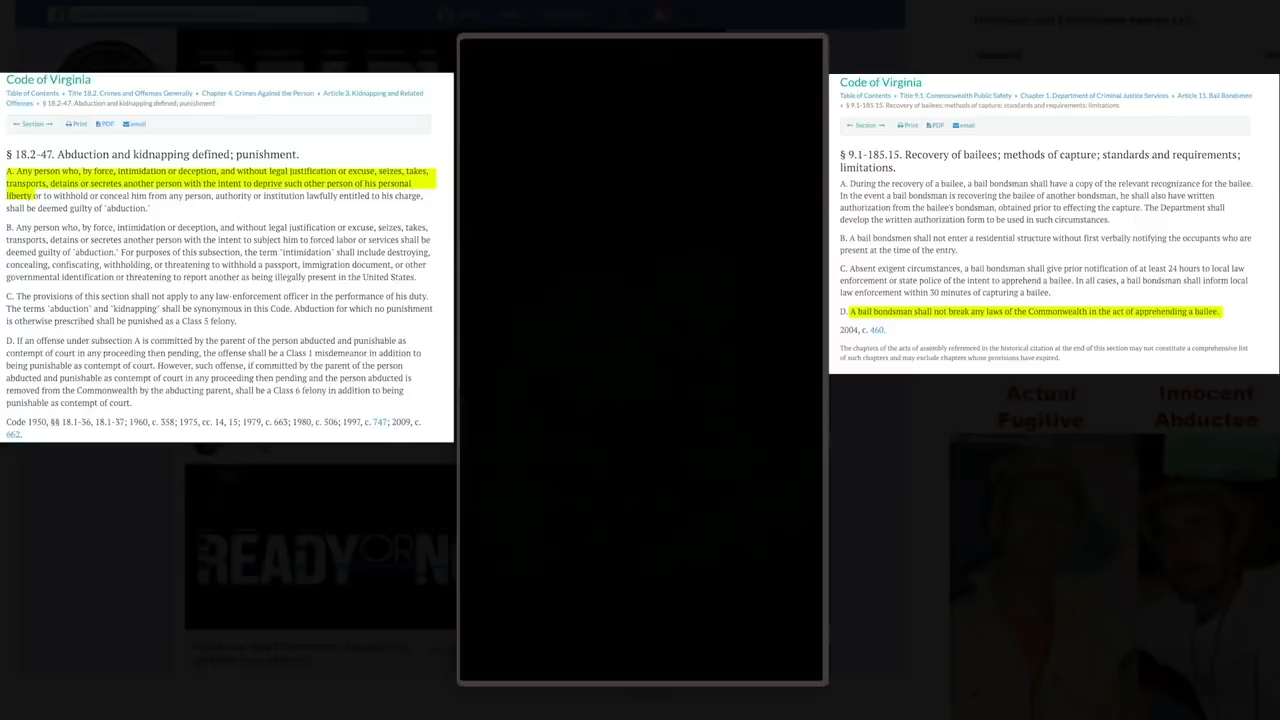 Code of Virginia
Table of Contents » Title 18.2. Crimes and Offenses Generally » Chapter 4. Crimes Against the Person » Article 3. Kidnapping and Related
Offenses » § 18.2-47. Abduction and kidnapping defined; punishment
← Section → Print PDF email
§ 18.2-47. Abduction and kidnapping defined; punishment.
A. Any person who, by force, intimidation or deception, and without legal justification or excuse, seizes, takes,
transports, detains or secretes another person with the intent to deprive such other person of his personal
liberty or to withhold or conceal him from any person, authority or institution lawfully entitled to his charge,
shall be deemed guilty of "abduction."
B. Any person who, by force, intimidation or deception, and without legal justification or excuse, seizes, takes,
transports, detains or secretes another person with the intent to subject him to forced labor or services shall be
deemed guilty of "abduction." For purposes of this subsection, the term "intimidation" shall include destroying,
concealing, confiscating, withholding, or threatening to withhold a passport, immigration document, or other
governmental identification or threatening to report another as being illegally present in the United States.
C. The provisions of this section shall not apply to any law-enforcement officer in the performance of his duty.
The terms "abduction" and "kidnapping" shall be synonymous in this Code. Abduction for which no punishment
is otherwise prescribed shall be punished as a Class 5 felony.
D. If an offense under subsection A is committed by the parent of the person abducted and punishable as
contempt of court in any proceeding then pending, the offense shall be a Class 1 misdemeanor in addition to
being punishable as contempt of court. However, such offense, if committed by the parent of the person
abducted and punishable as contempt of court in any proceeding then pending and the person abducted is
removed from the Commonwealth by the abducting parent, shall be a Class 6 felony in addition to being
punishable as contempt of court.
Code 1950, §§ 18.1-36, 18.1-37; 1960, c. 358; 1975, cc. 14, 15; 1979, c. 663; 1980, c. 506; 1997, c. 747; 2009, c.
662.
Code of Virginia
Table of Contents » Title 9.1. Commonwealth Public Safety » Chapter 1. Department of Criminal Justice Services » Article 11. Bail Bondsmen
» § 9.1-185.15. Recovery of bailees; methods of capture; standards and requirements; limitations
← Section → Print PDF email
§ 9.1-185.15. Recovery of bailees; methods of capture; standards and requirements;
limitations.
A. During the recovery of a bailee, a bail bondsman shall have a copy of the relevant recognizance for the bailee.
In the event a bail bondsman is recovering the bailee of another bondsman, he shall also have written
authorization from the bailee's bondsman, obtained prior to effecting the capture. The Department shall
develop the written authorization form to be used in such circumstances.
B. A bail bondsman shall not enter a residential structure without first verbally notifying the occupants who are
present at the time of the entry.
C. Absent exigent circumstances, a bail bondsman shall give prior notification of at least 24 hours to local law
enforcement or state police of the intent to apprehend a bailee. In all cases, a bail bondsman shall inform local
law enforcement within 30 minutes of capturing a bailee.
D. A bail bondsman shall not break any laws of the Commonwealth in the act of apprehending a bailee.
2004, c. 460.
The chapters of the acts of assembly referenced in the historical citation at the end of this section may not constitute a comprehensive list
of such chapters and may exclude chapters whose provisions have expired.
Actual Innocent
Fugitive Abductee
READY OR